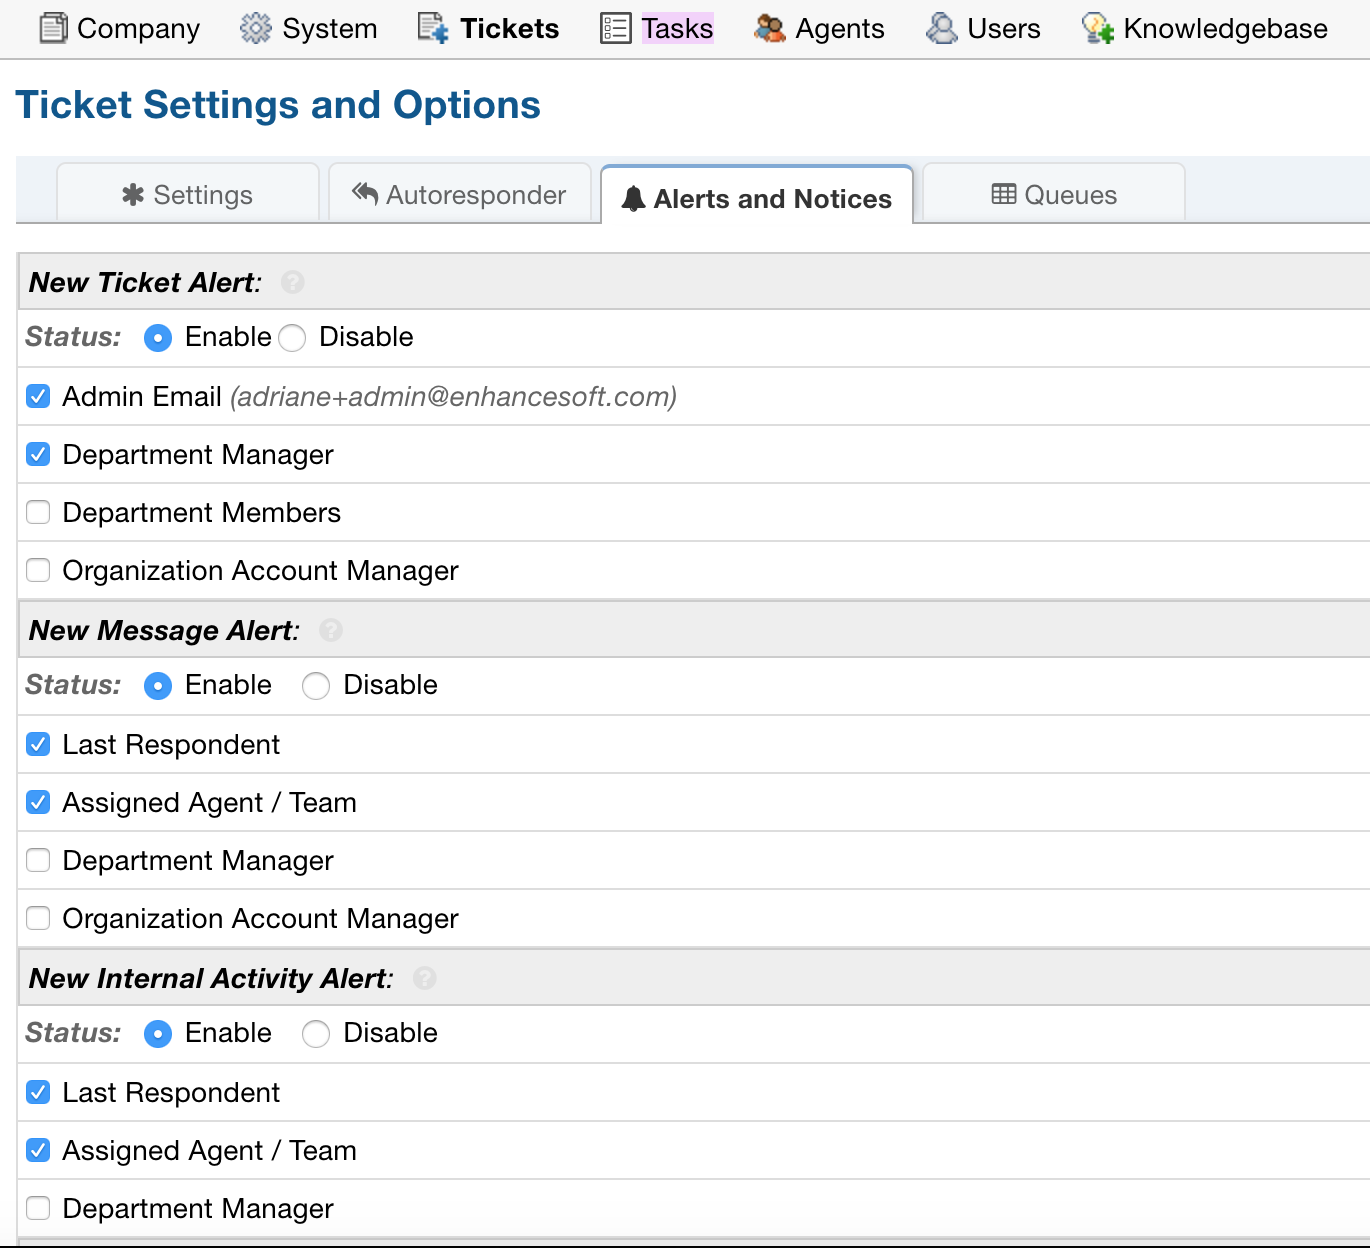 Company System Tickets Tasks Agents Users Knowledgebase
Ticket Settings and Options
Settings Autoresponder Alerts and Notices Queues
New Ticket Alert: ?
Status: Enable Disable
Admin Email (adriane+admin@enhancesoft.com)
Department Manager
Department Members
Organization Account Manager
New Message Alert: ?
Status: Enable Disable
Last Respondent
Assigned Agent / Team
Department Manager
Organization Account Manager
New Internal Activity Alert: ?
Status: Enable Disable
Last Respondent
Assigned Agent / Team
Department Manager